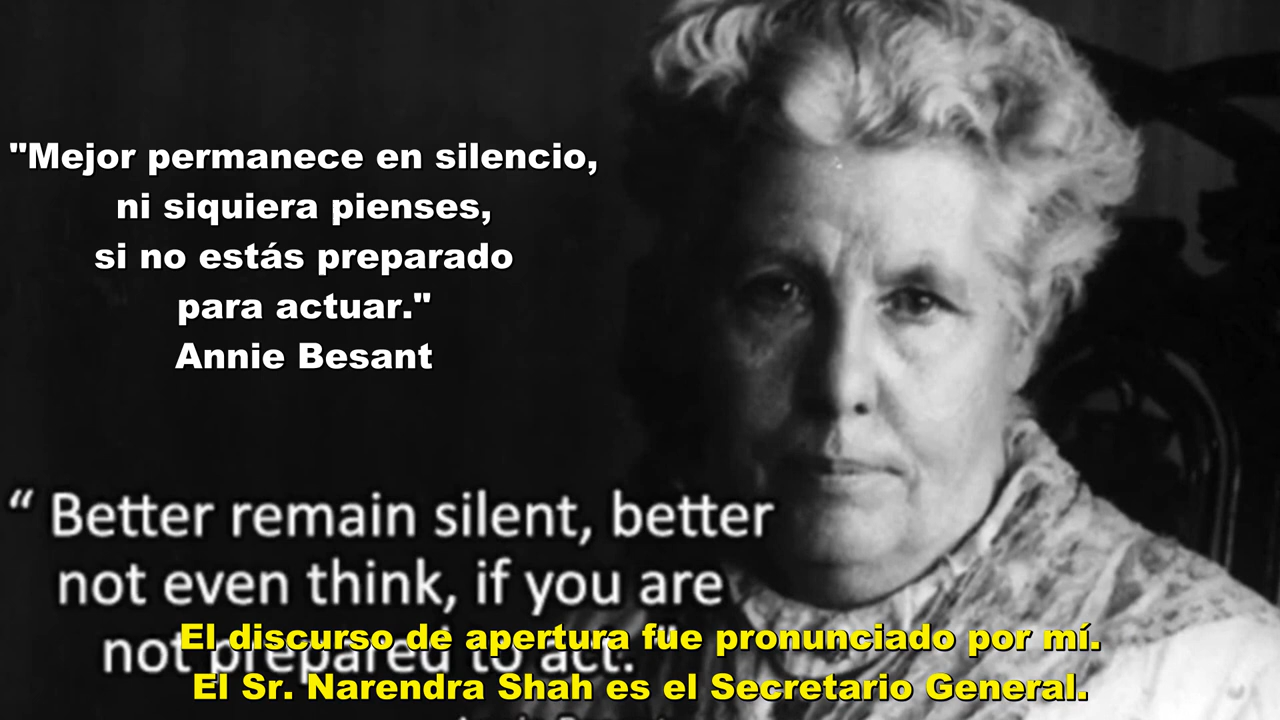 "Mejor permanece en silencio,
ni siquiera pienses,
si no estás preparado
para actuar."
Annie Besant
“ Better remain silent, better
not even think, if you are
not prepared to act. ”
El discurso de apertura fue pronunciado por mí.
El Sr. Narendra Shah es el Secretario General.